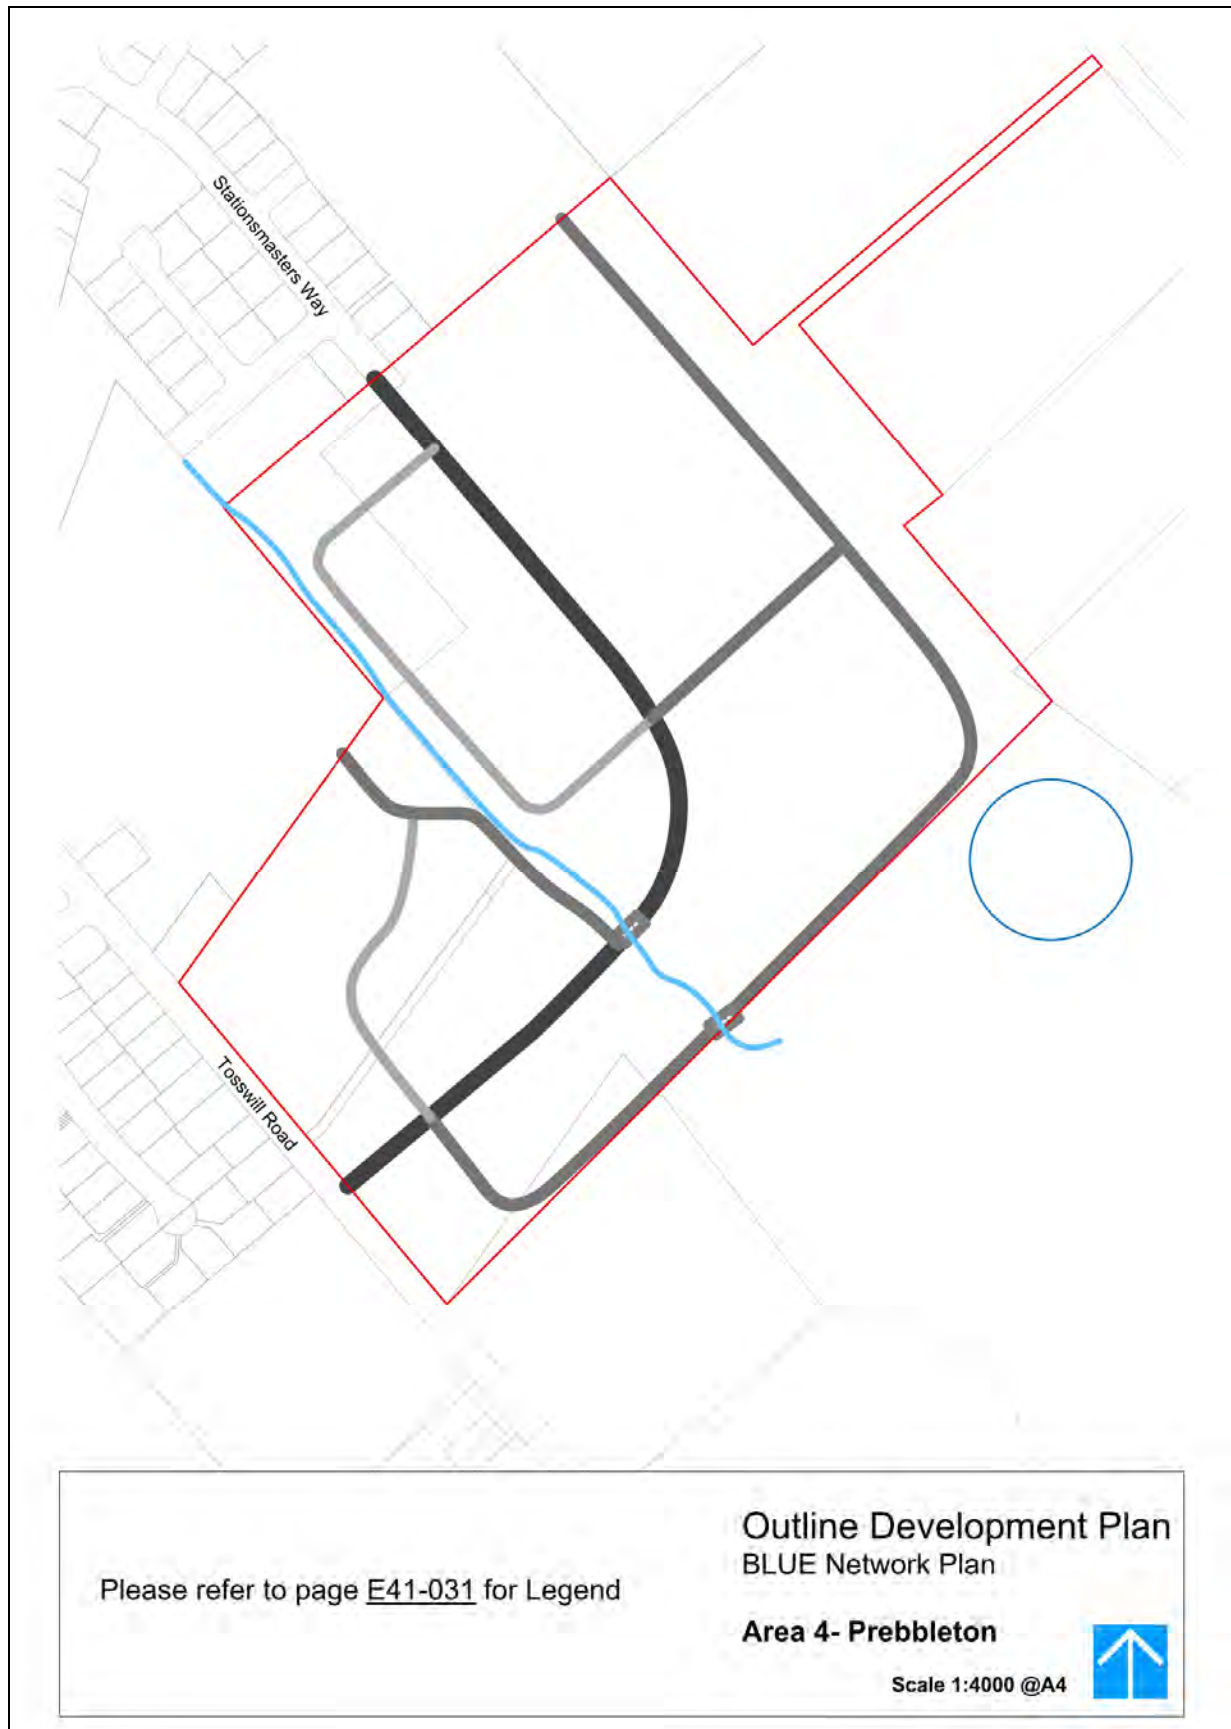 Stationsmasters Way
Tosswill Road
Please refer to page E41-031 for Legend
Outline Development Plan
BLUE Network Plan
Area 4- Prebbleton
Scale 1:4000 @A4